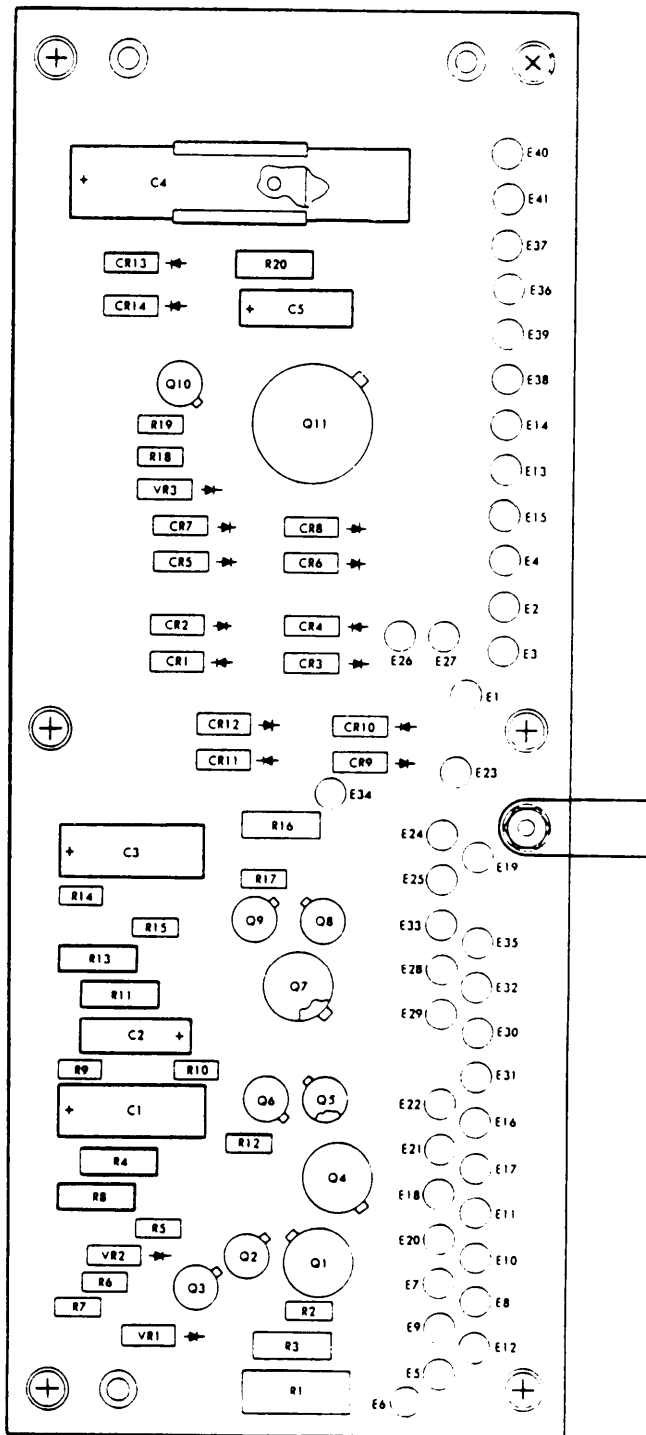 E40
+ C4
E41
E37
CR13 R20
E36
CR14 + C5
E39
Q10 E38
R19 Q11 E14
R18
E13
VR3
E15
CR7 CR8
CR5 CR6 E4
E2
CR2 CR4
E3
CR1 CR3 E26 E27
E1
CR12 CR10
CR11 CR9 E23
E34
R16 E24
+ C3
E19
R17 E25
R14
Q9 Q8 E33
R15
E35
R13
E28
Q7 E32
R11
E29
C2 + E30
R9 R10
E31
+ C1 Q6 Q5 E22
E16
R12 E21
R4
E17
Q4
R8 E18
E11
R5
E20
VR2 Q2
Q1 E10
R6 Q3 E7
R7 R2 E8
E9
VR1 R3 E12
E5
R1
E6